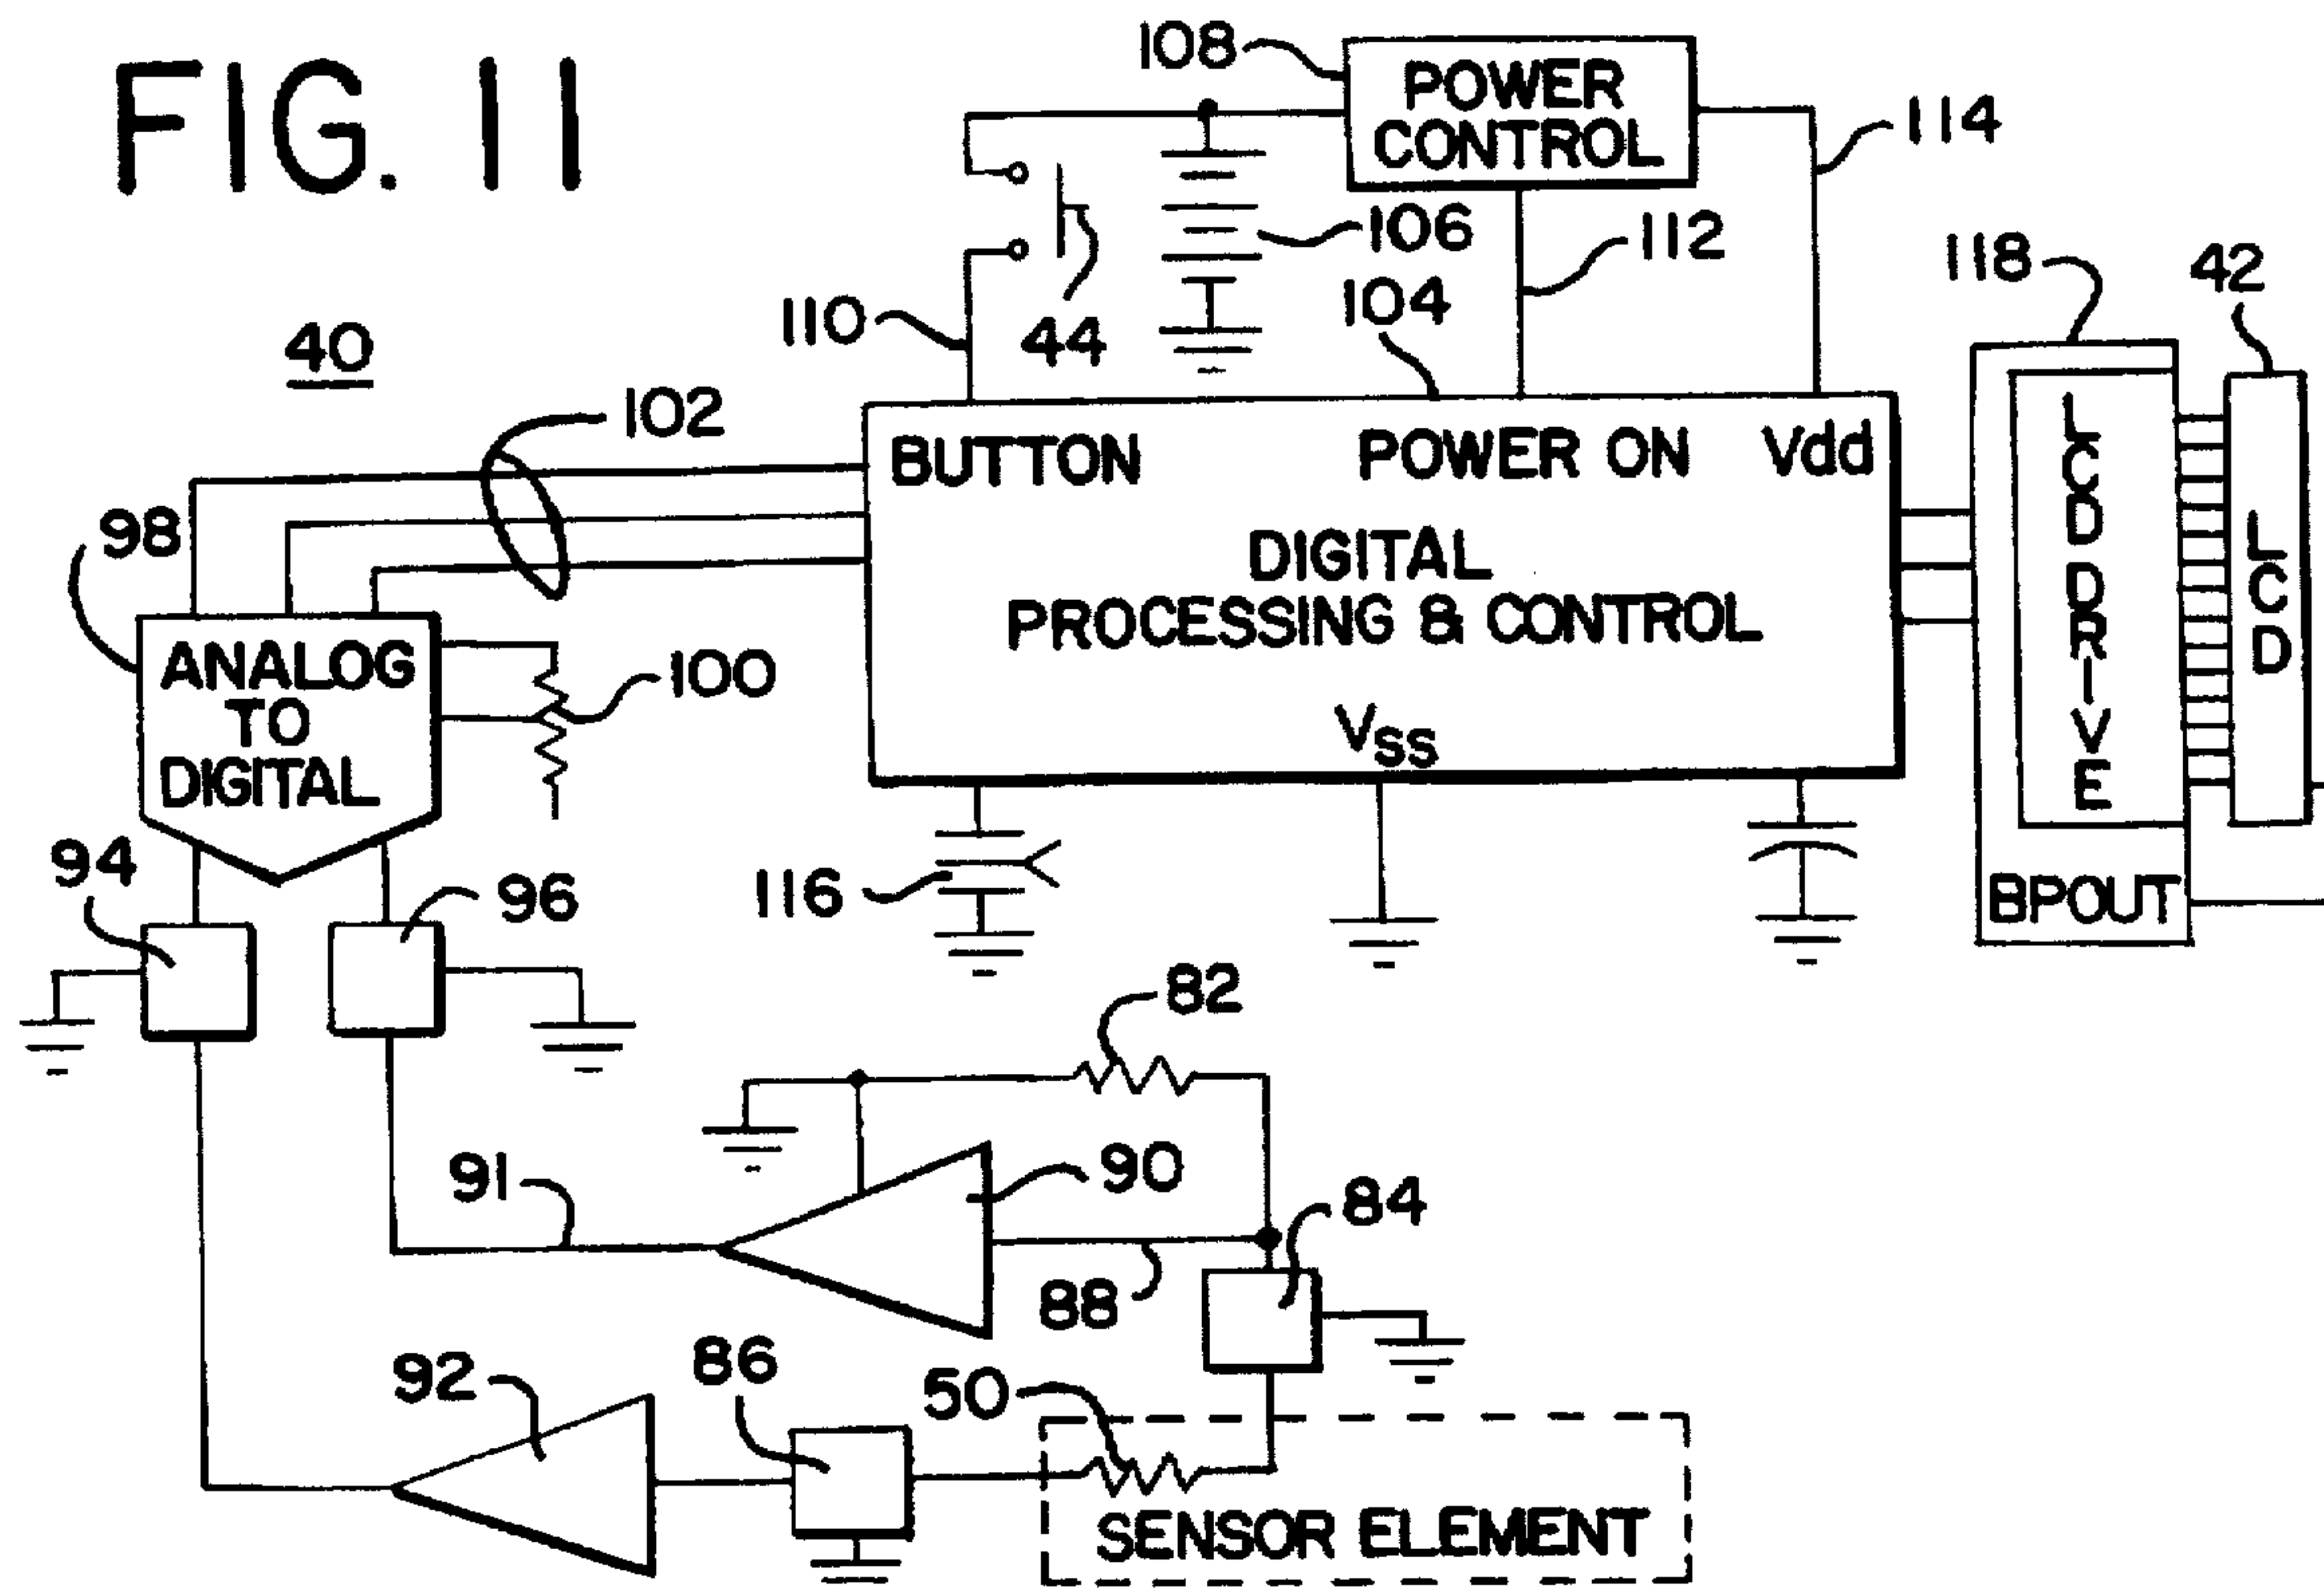 FIG. 11
108
POWER
CONTROL
114
106
112
110
44
104
118
42
40
102
BUTTON
POWER ON
Vdd
98
DIGITAL
PROCESSING & CONTROL
LCD DRIVE
LCD
ANALOG
TO
DIGITAL
100
VSS
94
96
116
BPOUT
82
91
90
84
88
92
86
50
SENSOR ELEMENT